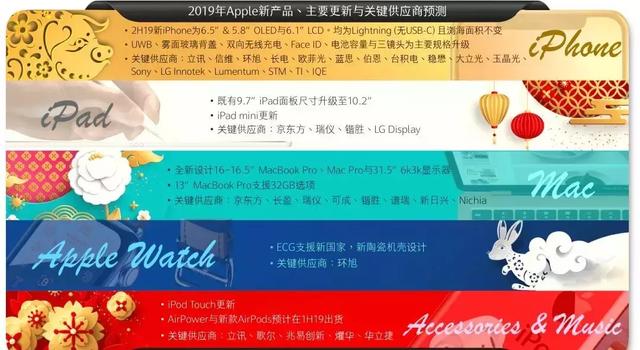 2019年Apple新产品、主要更新与关键供应商预测
• 2H19新iPhone为6.5" & 5.8" OLED与6.1" LCD。均为Lightning (无USB-C) 且浏海面积不变
• UWB、雾面玻璃背盖、双向无线充电、Face ID、电池容量与三镜头为主要规格升级
• 关键供应商：立讯、信维、环旭、长电、欧菲光、蓝思、伯恩、台积电、稳懋、大立光、玉晶光、
Sony、LG Innotek、Lumentum、STM、TI、IQE
iPhone
iPad
• 既有9.7" iPad面板尺寸升级至10.2"
• iPad mini更新
• 关键供应商：京东方、瑞仪、锴胜、LG Display
• 全新设计16-16.5" MacBook Pro、Mac Pro与31.5" 6k3k显示器
• 13" MacBook Pro支援32GB选项
• 关键供应商：京东方、长盈、瑞仪、可成、锴胜、谱瑞、新日兴、Nichia
Mac
Apple Watch
• ECG支援新国家，新陶瓷机壳设计
• 关键供应商：环旭
• iPod Touch更新
• AirPower与新款AirPods预计在1H19出货
• 关键供应商：立讯、歌尔、兆易创新、燿华、华立捷
Accessories & Music